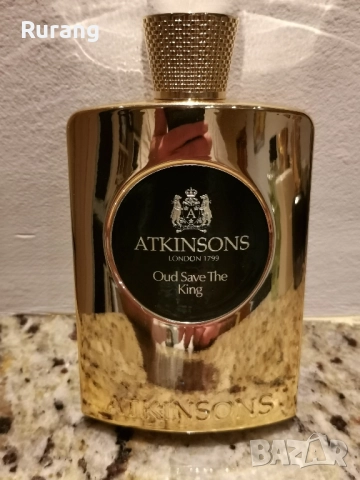 Rurang
A
ATKINSONS
LONDON 1799
Oud Save The
King
ATKINSONS
BAZAR